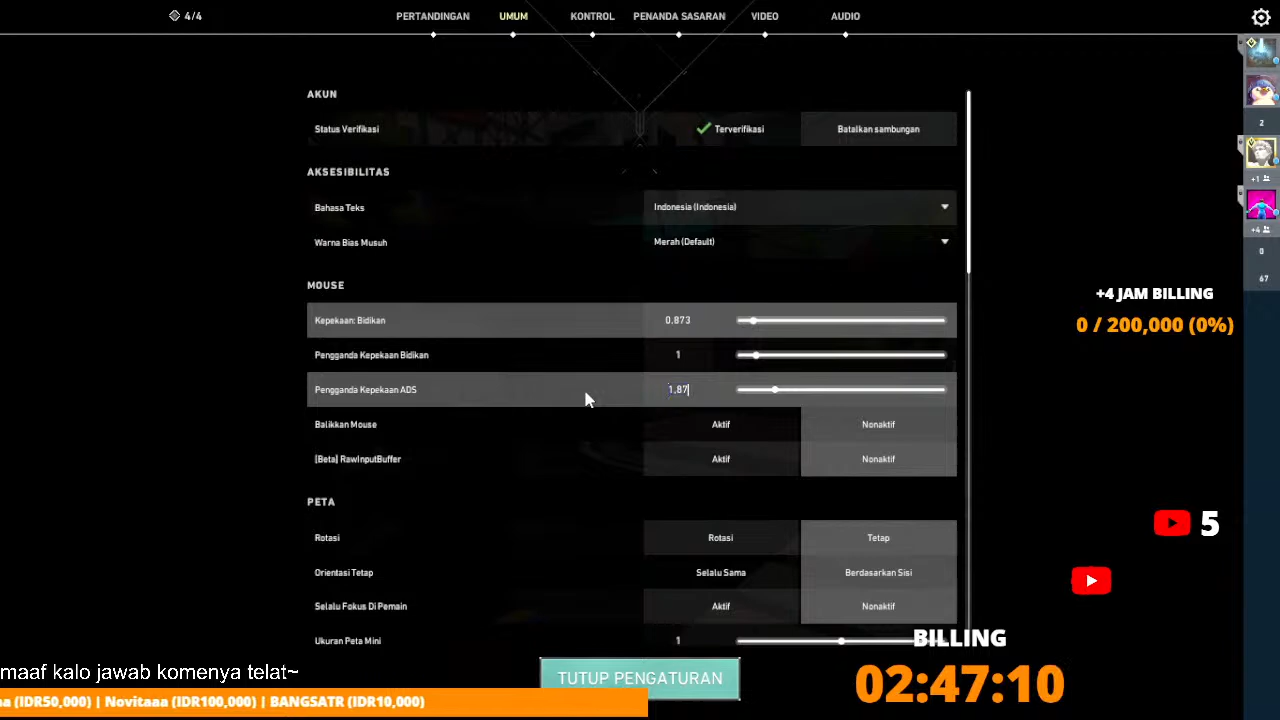 4/4
PERTANDINGAN
UMUM
KONTROL
PENANDA SASARAN
VIDEO
AUDIO
AKUN
Status Verifikasi
Terverifikasi
Batalkan sambungan
AKSESIBILITAS
Bahasa Teks
Indonesia (Indonesia)
Warna Bias Musuh
Merah (Default)
MOUSE
Kepekaan: Bidikan
0,873
Pengganda Kepekaan Bidikan
1
Pengganda Kepekaan ADS
1,87
Balikkan Mouse
Aktif
Nonaktif
[Beta] RawInputBuffer
Aktif
Nonaktif
PETA
Rotasi
Rotasi
Tetap
Orientasi Tetap
Selalu Sama
Berdasarkan Sisi
Selalu Fokus Di Pemain
Aktif
Nonaktif
Ukuran Peta Mini
1
TUTUP PENGATURAN
2
+1
+4
0
67
+4 JAM BILLING
0 / 200,000 (0%)
5
BILLING
02:47:10
maaf kalo jawab komenya telat~
a (IDR50,000) | Novitaaa (IDR100,000) | BANGSATR (IDR10,000)